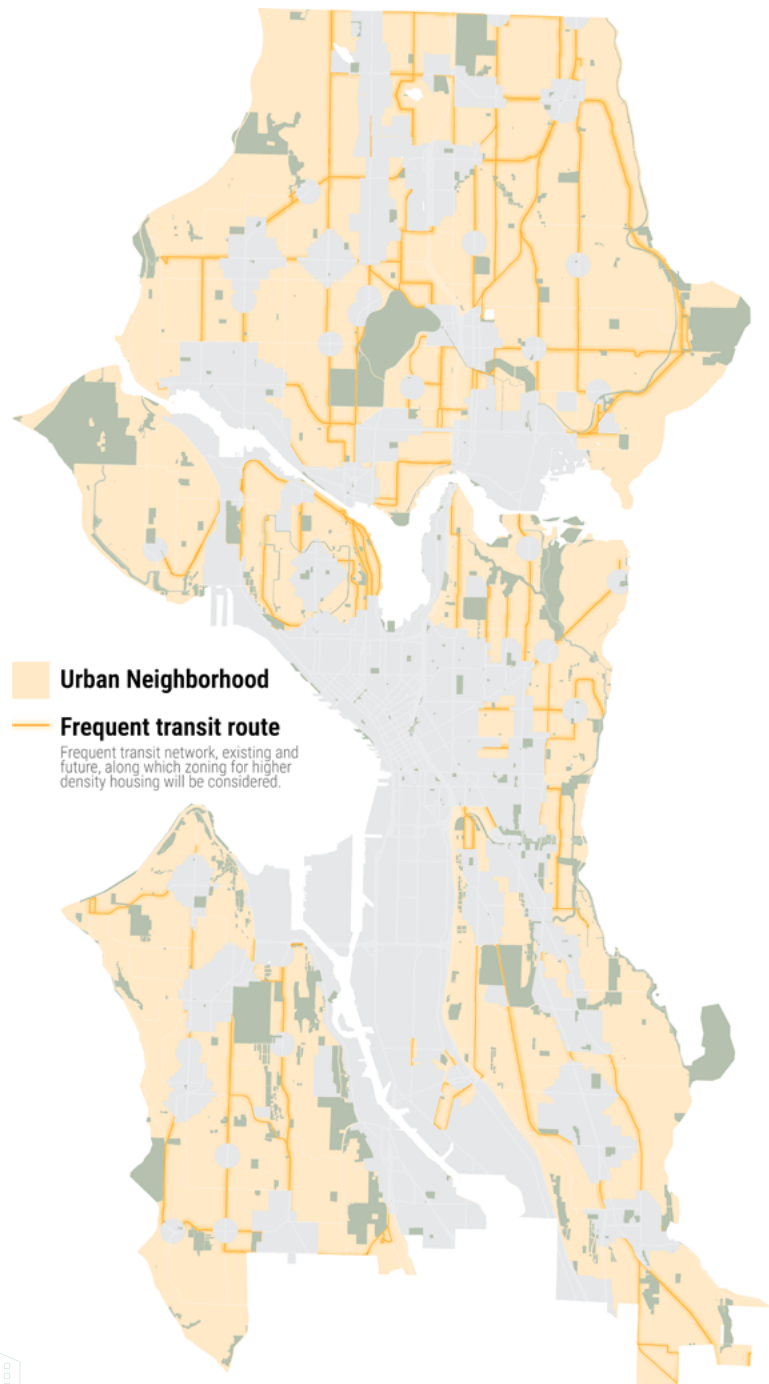 Urban Neighborhood
Frequent transit route
Frequent transit network, existing and
future, along which zoning for higher
density housing will be considered.